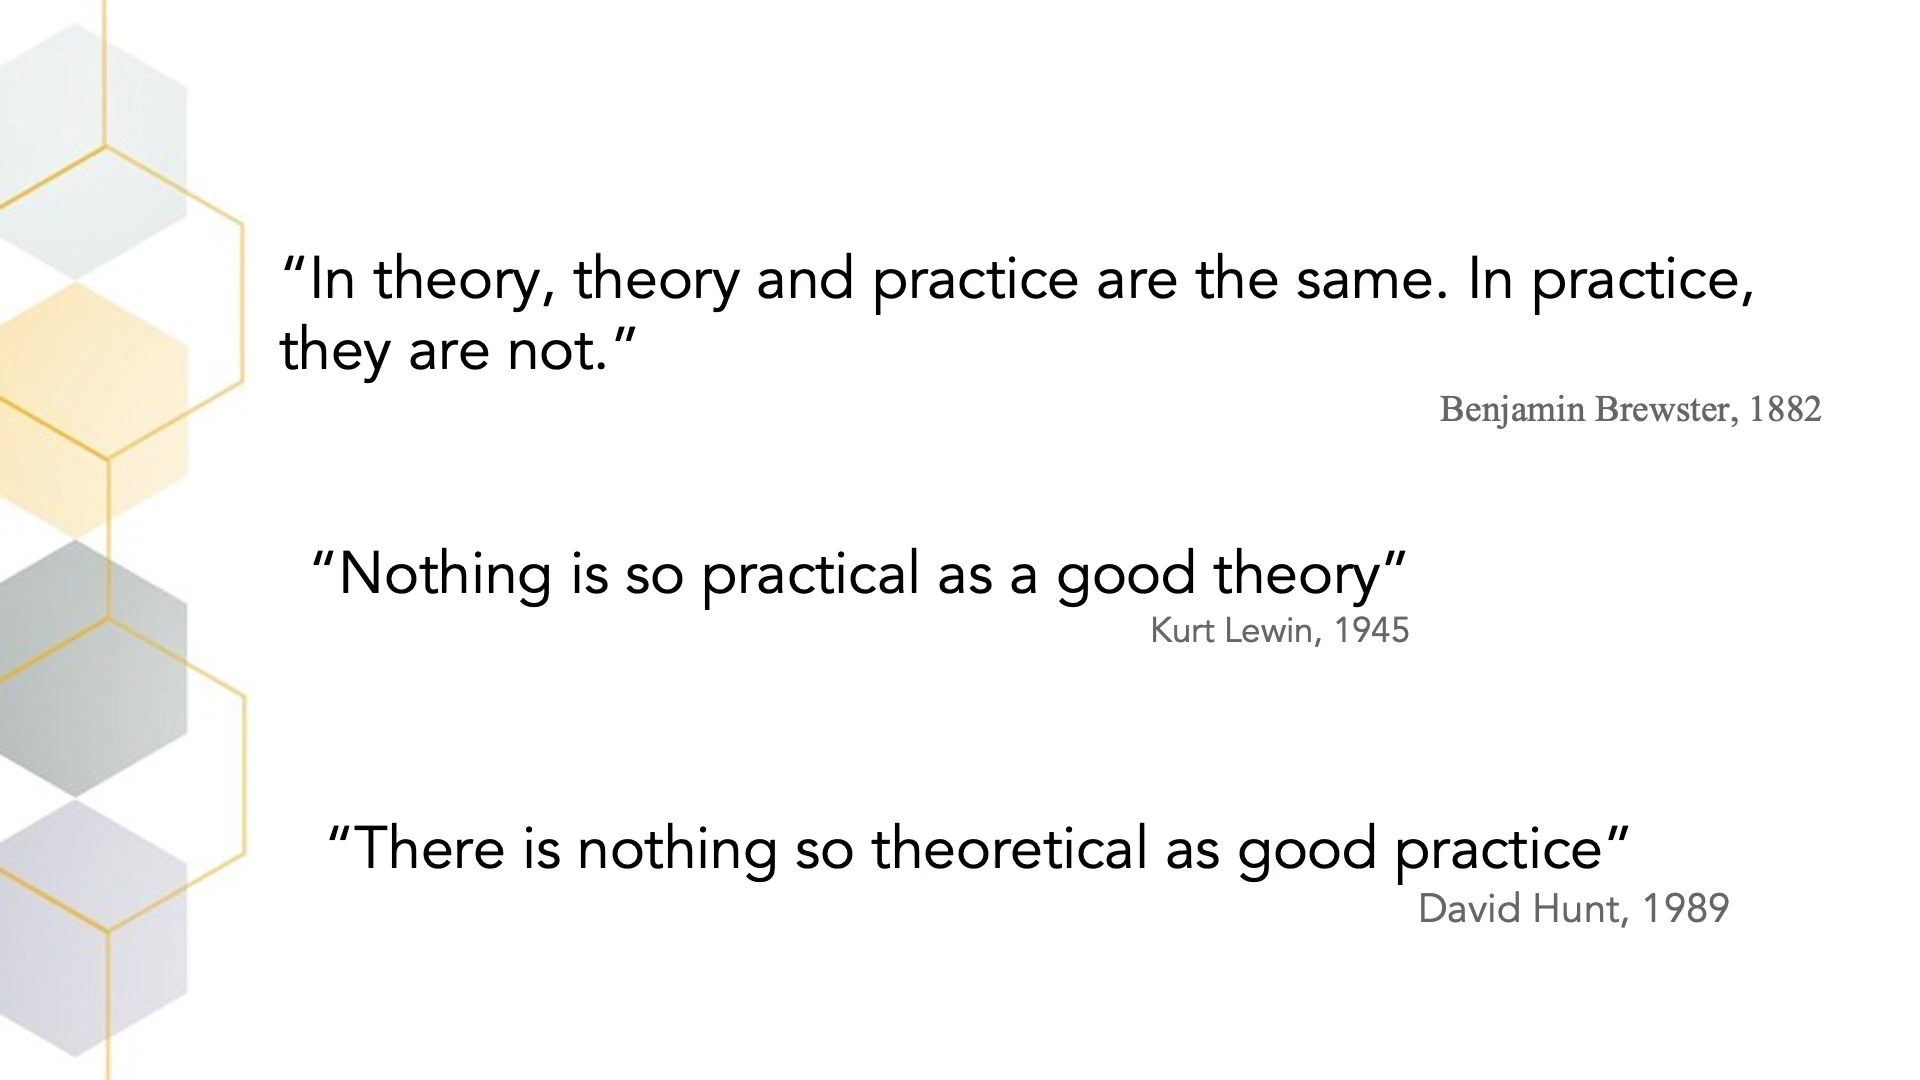 “In theory, theory and practice are the same. In practice,
they are not.”
Benjamin Brewster, 1882
“Nothing is so practical as a good theory”
Kurt Lewin, 1945
“There is nothing so theoretical as good practice”
David Hunt, 1989